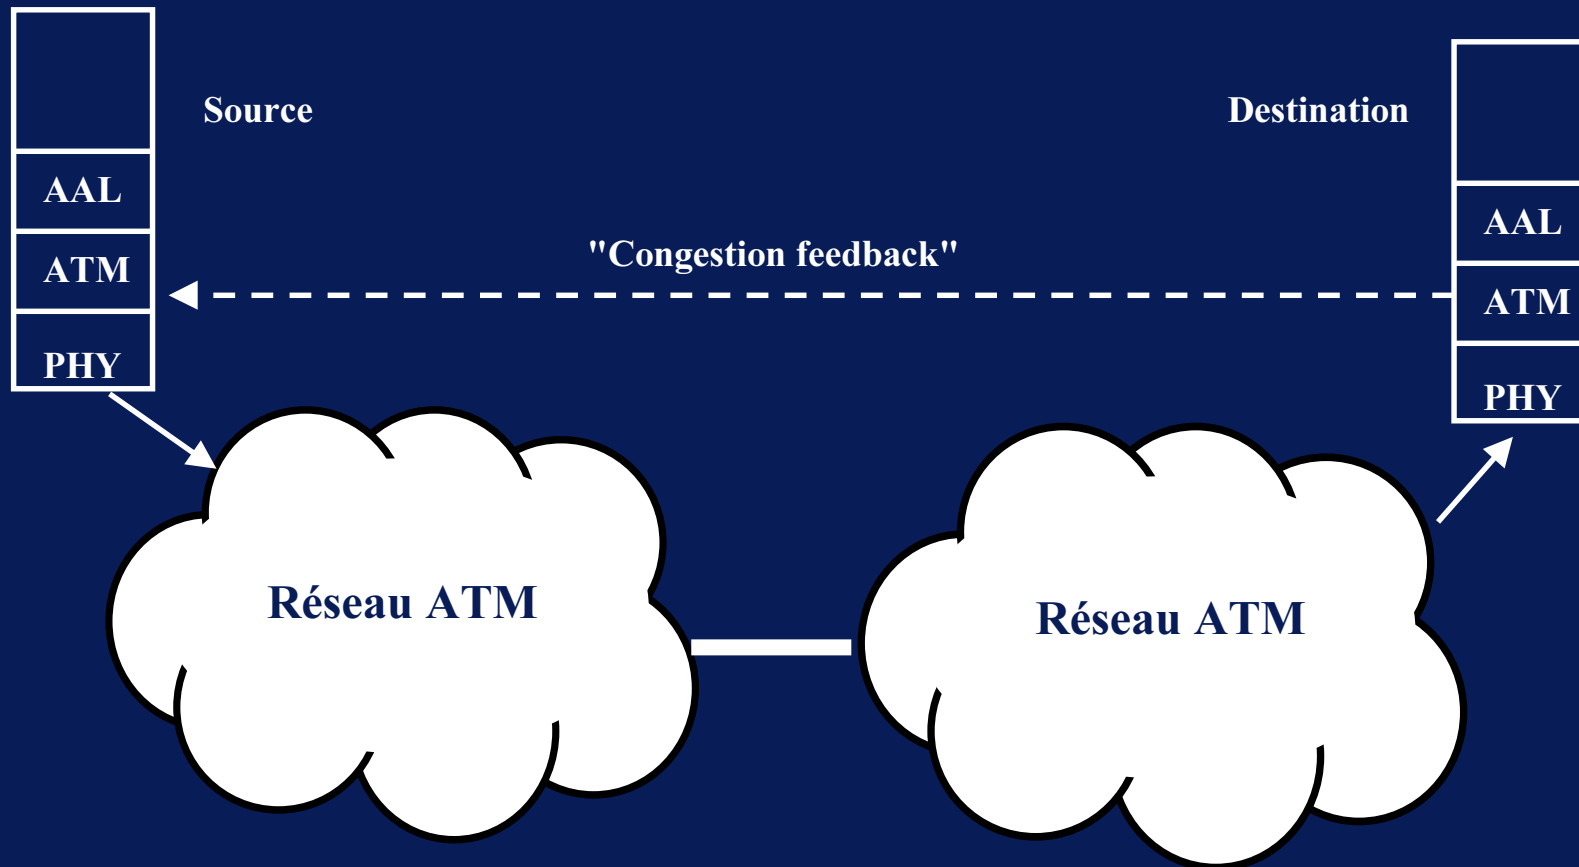 Source
Destination
AAL
ATM
PHY
"Congestion feedback"
AAL
ATM
PHY
Réseau ATM
Réseau ATM